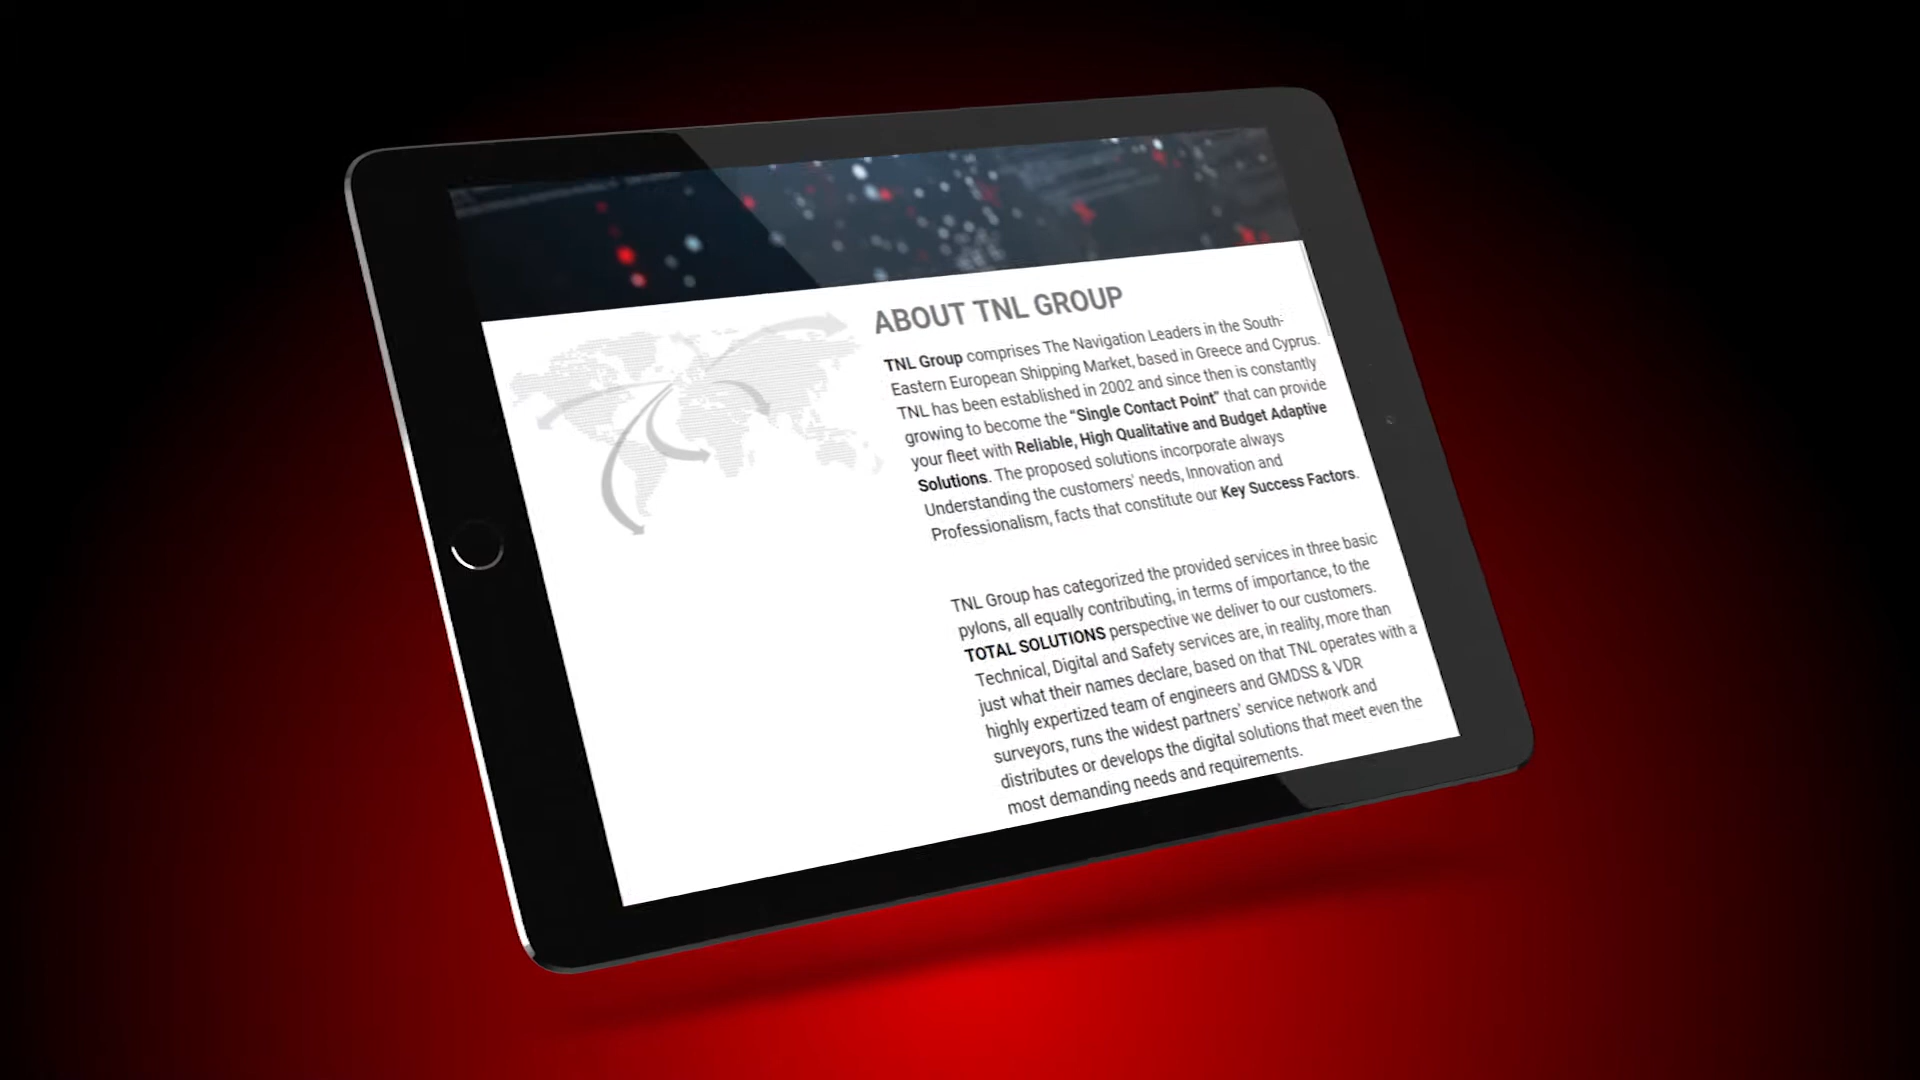 ABOUT TNL GROUP
TNL Group comprises The Navigation Leaders in the South-
Eastern European Shipping Market, based in Greece and Cyprus.
TNL has been established in 2002 and since then is constantly
growing to become the “Single Contact Point” that can provide
your fleet with Reliable, High Qualitative and Budget Adaptive
Solutions. The proposed solutions incorporate always
Understanding the customers' needs, Innovation and
Professionalism, facts that constitute our Key Success Factors.
TNL Group has categorized the provided services in three basic
pylons, all equally contributing, in terms of importance, to the
TOTAL SOLUTIONS perspective we deliver to our customers.
Technical, Digital and Safety services are, in reality, more than
just what their names declare, based on that TNL operates with a
highly expertized team of engineers and GMDSS & VDR
surveyors, runs the widest partners' service network and
distributes or develops the digital solutions that meet even the
most demanding needs and requirements.